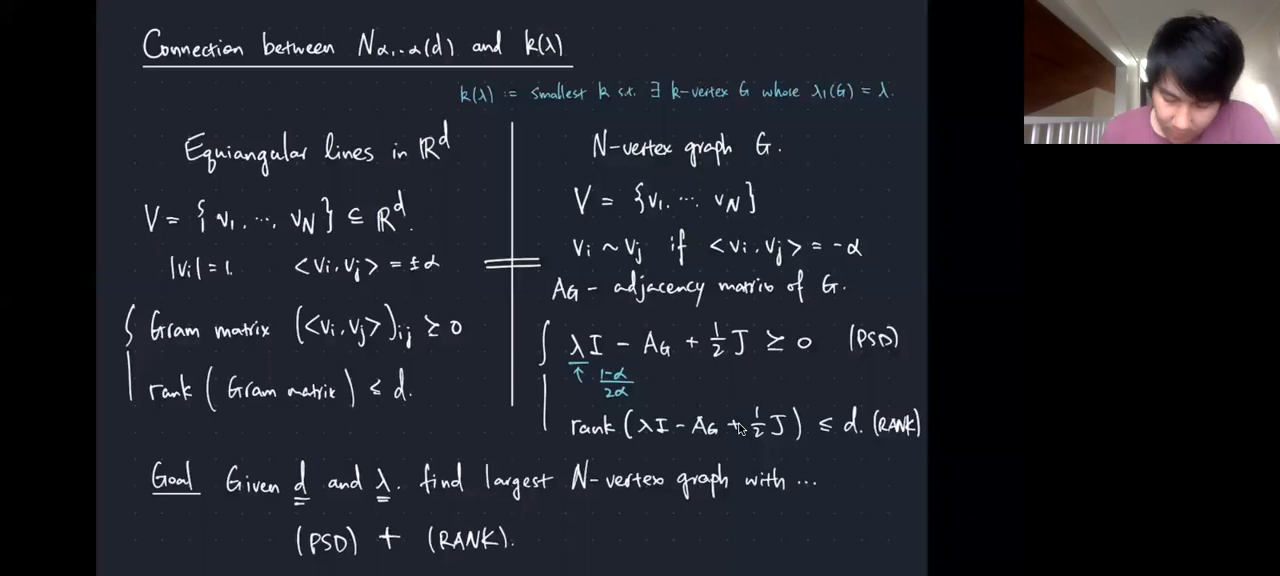 Connection between Nα,-α(d) and k(λ)
k(λ) := smallest k s.t. ∃ k-vertex G whose λ1(G) = λ.
Equiangular lines in ℝd
V = { v1, ..., vN } ⊆ ℝd.
|vi| = 1. <vi, vj> = ±α
Gram matrix (<vi, vj>)ij ≥ 0
rank ( Gram matrix ) ≤ d.
N-vertex graph G.
V = {v1, ... vN}
vi ~ vj if <vi, vj> = -α
AG - adjacency matrix of G.
λI - AG + 1/2 J ≥ 0 (PSD)
↑ 1-α/2α
rank (λI - AG + 1/2 J) ≤ d. (RANK)
Goal Given d and λ, find largest N-vertex graph with ...
(PSD) + (RANK).